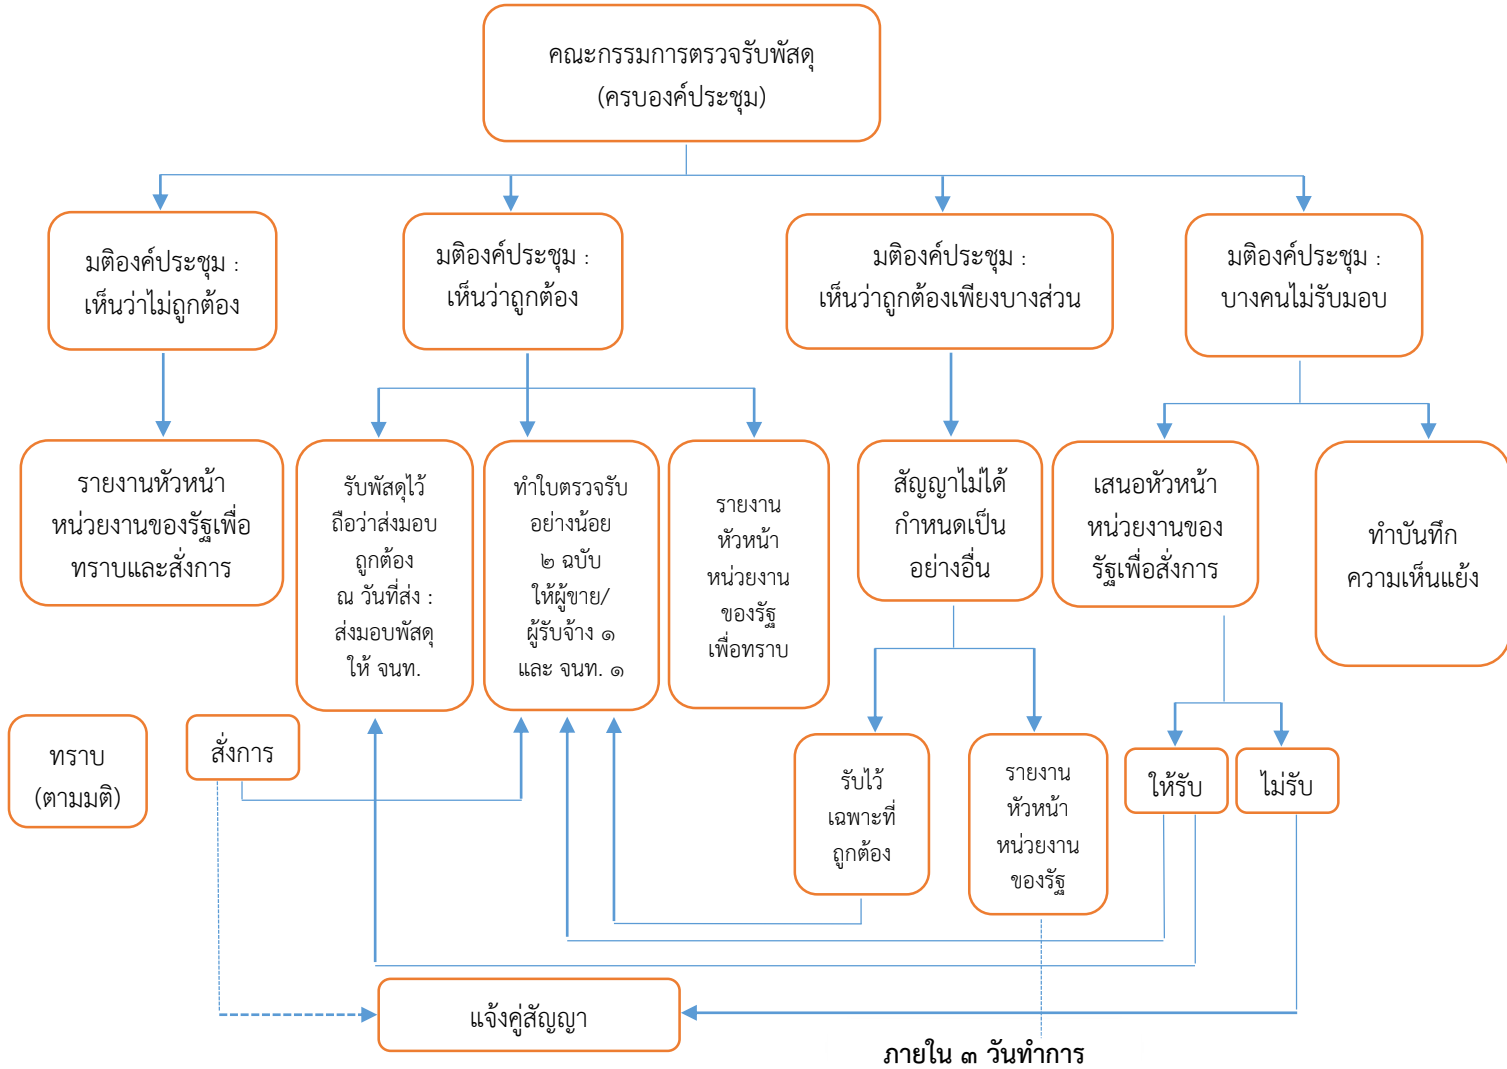 คณะกรรมการตรวจรับพัสดุ
(ครบองค์ประชุม)
มติองค์ประชุม :
เห็นว่าไม่ถูกต้อง
มติองค์ประชุม :
เห็นว่าถูกต้อง
มติองค์ประชุม :
เห็นว่าถูกต้องเพียงบางส่วน
มติองค์ประชุม :
บางคนไม่รับมอบ
รายงานหัวหน้า
หน่วยงานของรัฐเพื่อ
ทราบและสั่งการ
รับพัสดุไว้
ถือว่าส่งมอบ
ถูกต้อง
ณ วันที่ส่ง :
ส่งมอบพัสดุ
ให้ จนท.
ทำใบตรวจรับ
อย่างน้อย
๒ ฉบับ
ให้ผู้ขาย/
ผู้รับจ้าง ๑
และ จนท. ๑
รายงาน
หัวหน้า
หน่วยงาน
ของรัฐ
เพื่อทราบ
สัญญาไม่ได้
กำหนดเป็น
อย่างอื่น
เสนอหัวหน้า
หน่วยงานของ
รัฐเพื่อสั่งการ
ทำบันทึก
ความเห็นแย้ง
ทราบ
(ตามมติ)
สั่งการ
รับไว้
เฉพาะที่
ถูกต้อง
รายงาน
หัวหน้า
หน่วยงาน
ของรัฐ
ให้รับ
ไม่รับ
แจ้งคู่สัญญา
ภายใน ๓ วันทำการ